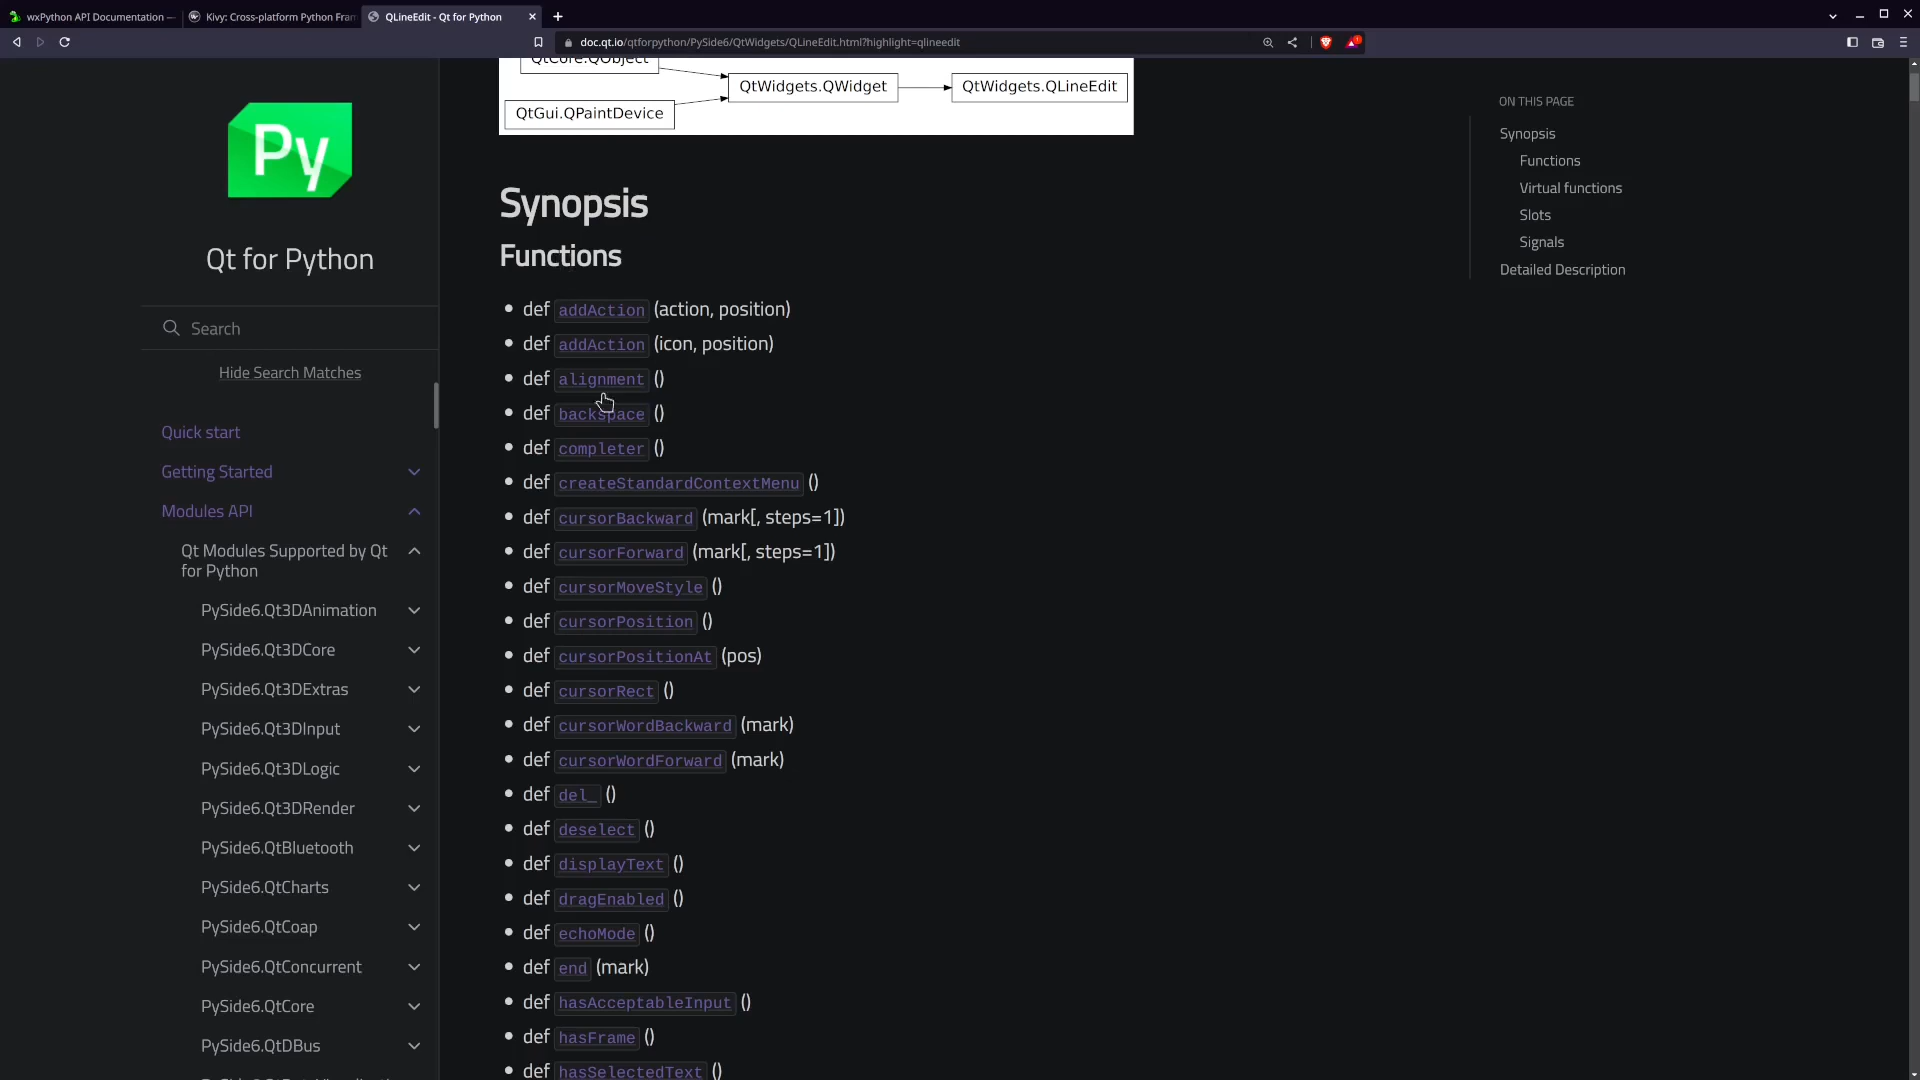 wxPython API Documentation —
Kivy: Cross-platform Python Fram
QLineEdit - Qt for Python
doc.qt.io/qtforpython/PySide6/QtWidgets/QLineEdit.html?highlight=qlineedit
QtCore.QObject
QtWidgets.QWidget
QtWidgets.QLineEdit
QtGui.QPaintDevice
Py
Qt for Python
Search
Hide Search Matches
Quick start
Getting Started
Modules API
Qt Modules Supported by Qt
for Python
PySide6.Qt3DAnimation
PySide6.Qt3DCore
PySide6.Qt3DExtras
PySide6.Qt3DInput
PySide6.Qt3DLogic
PySide6.Qt3DRender
PySide6.QtBluetooth
PySide6.QtCharts
PySide6.QtCoap
PySide6.QtConcurrent
PySide6.QtCore
PySide6.QtDBus
Synopsis
Functions
def addAction (action, position)
def addAction (icon, position)
def alignment ()
def backspace ()
def completer ()
def createStandardContextMenu ()
def cursorBackward (mark[, steps=1])
def cursorForward (mark[, steps=1])
def cursorMoveStyle ()
def cursorPosition ()
def cursorPositionAt (pos)
def cursorRect ()
def cursorWordBackward (mark)
def cursorWordForward (mark)
def del_ ()
def deselect ()
def displayText ()
def dragEnabled ()
def echoMode ()
def end (mark)
def hasAcceptableInput ()
def hasFrame ()
def hasSelectedText ()
ON THIS PAGE
Synopsis
Functions
Virtual functions
Slots
Signals
Detailed Description